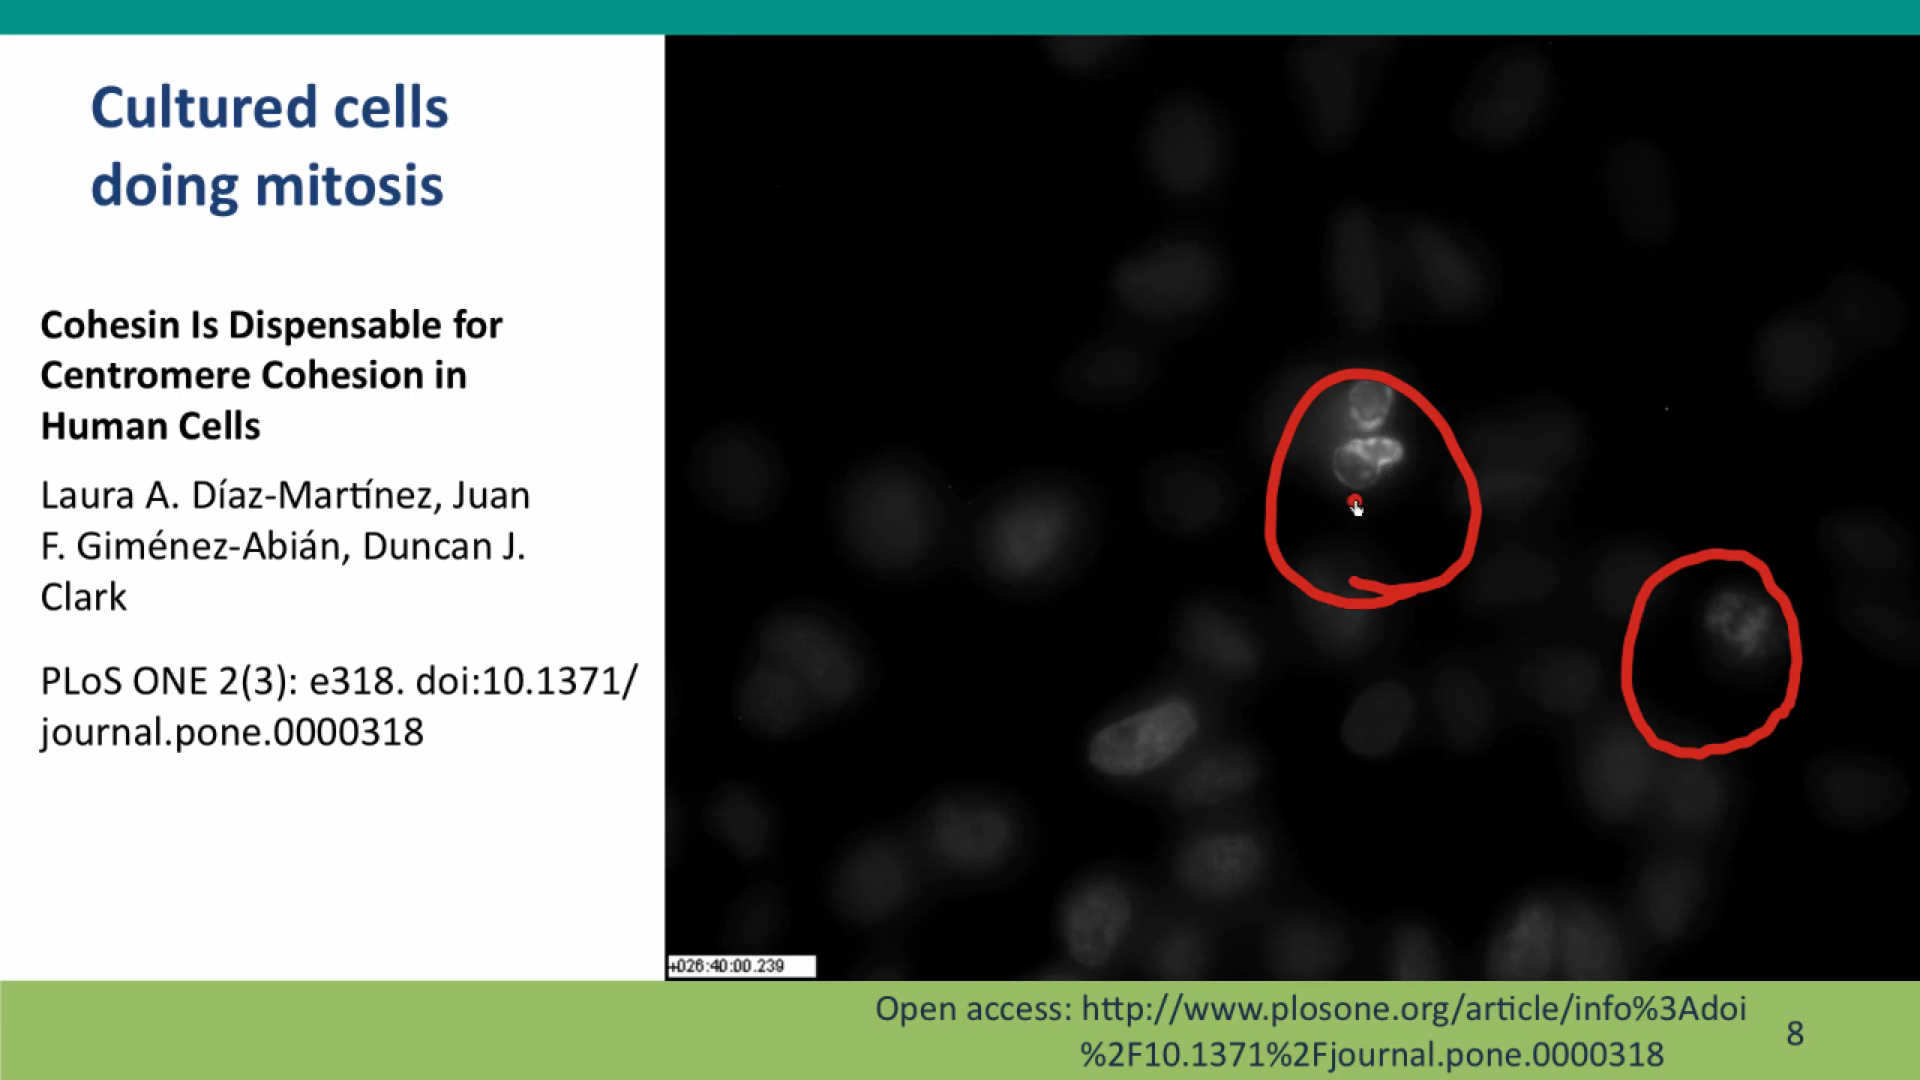 Cultured cells
doing mitosis
Cohesin Is Dispensable for
Centromere Cohesion in
Human Cells
Laura A. Díaz-Martínez, Juan
F. Giménez-Abián, Duncan J.
Clark
PLoS ONE 2(3): e318. doi:10.1371/
journal.pone.0000318
+026:40:00.239
Open access: http://www.plosone.org/article/info%3Adoi
%2F10.1371%2Fjournal.pone.0000318
8